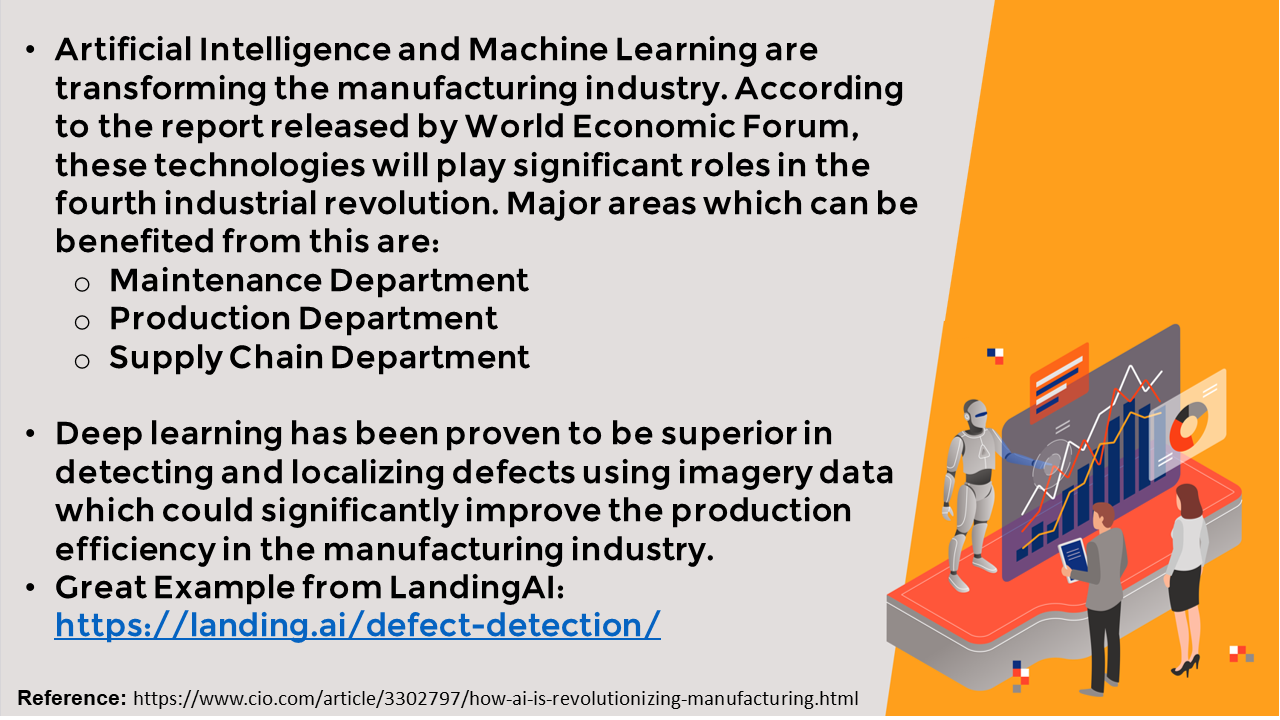 • Artificial Intelligence and Machine Learning are
transforming the manufacturing industry. According
to the report released by World Economic Forum,
these technologies will play significant roles in the
fourth industrial revolution. Major areas which can be
benefited from this are:
o Maintenance Department
o Production Department
o Supply Chain Department
• Deep learning has been proven to be superior in
detecting and localizing defects using imagery data
which could significantly improve the production
efficiency in the manufacturing industry.
• Great Example from LandingAI:
https://landing.ai/defect-detection/
Reference: https://www.cio.com/article/3302797/how-ai-is-revolutionizing-manufacturing.html